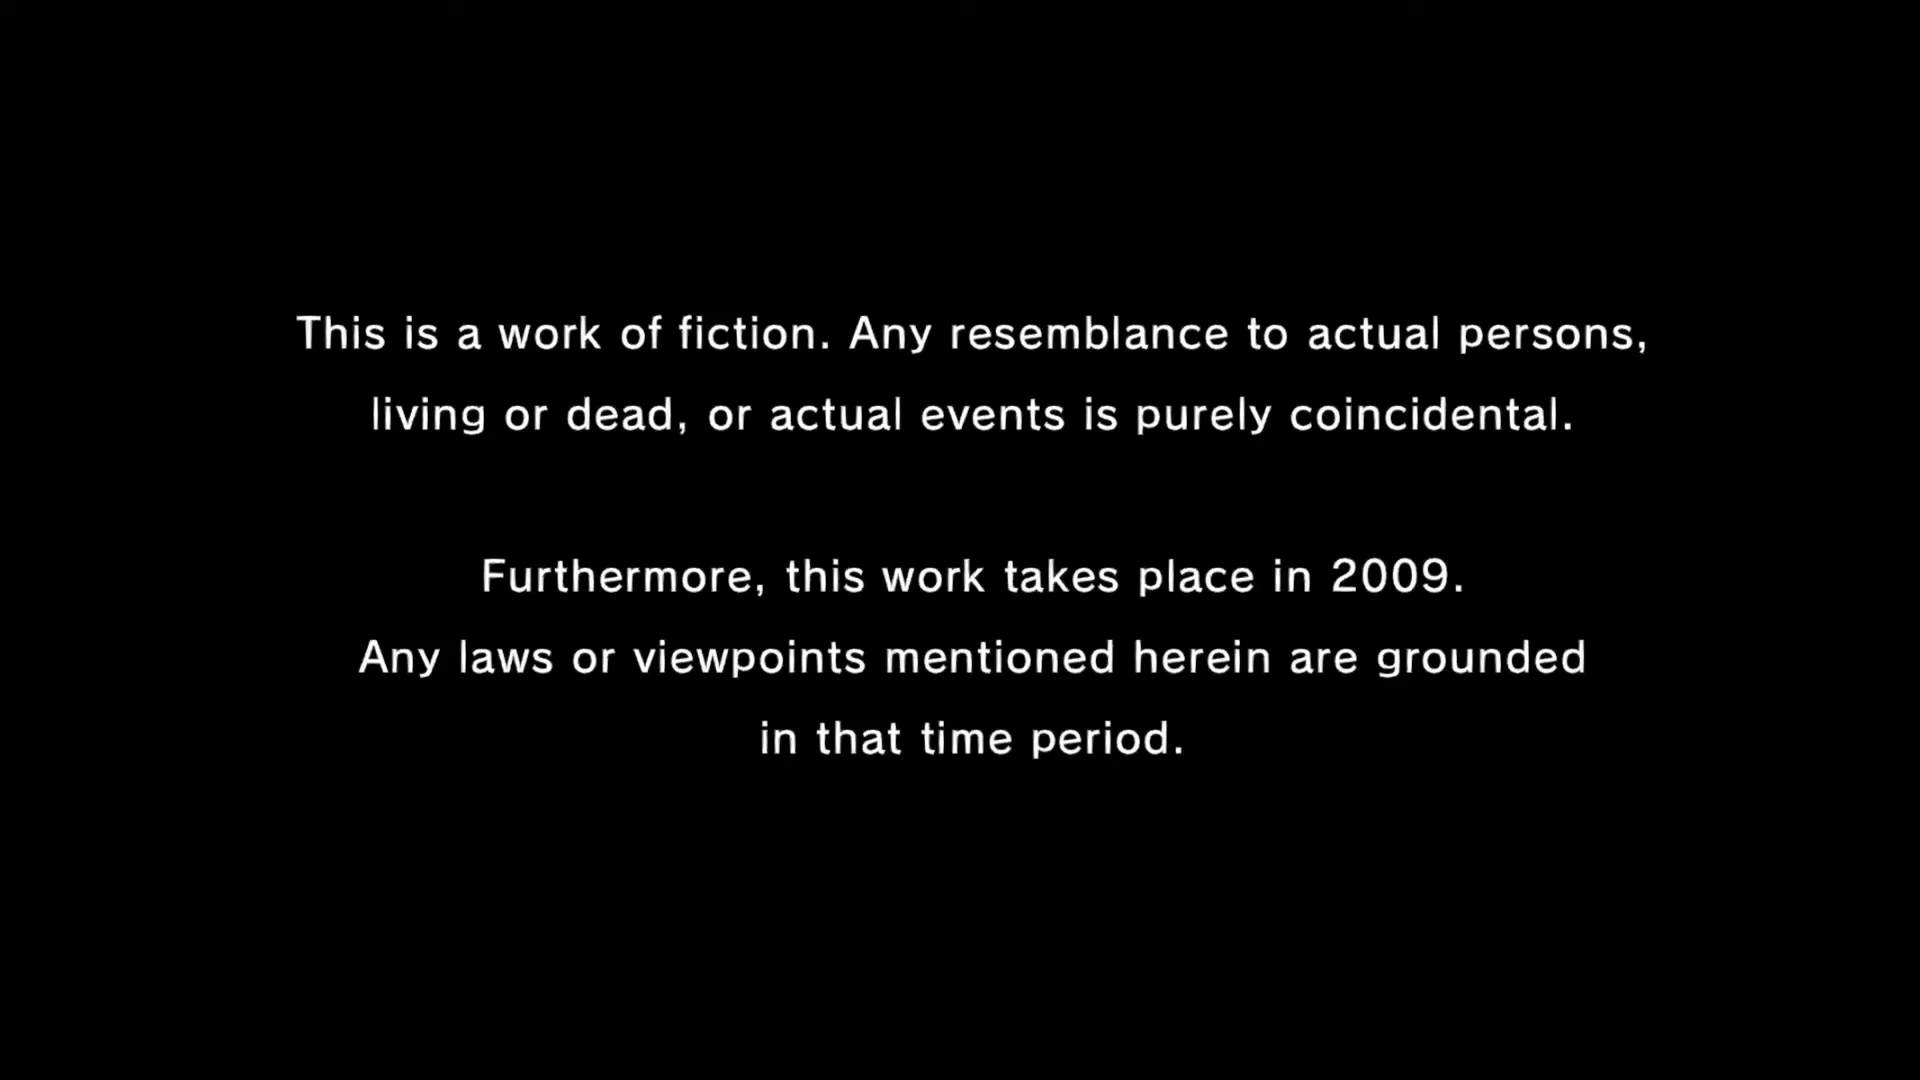 This is a work of fiction. Any resemblance to actual persons,
living or dead, or actual events is purely coincidental.
Furthermore, this work takes place in 2009.
Any laws or viewpoints mentioned herein are grounded
in that time period.